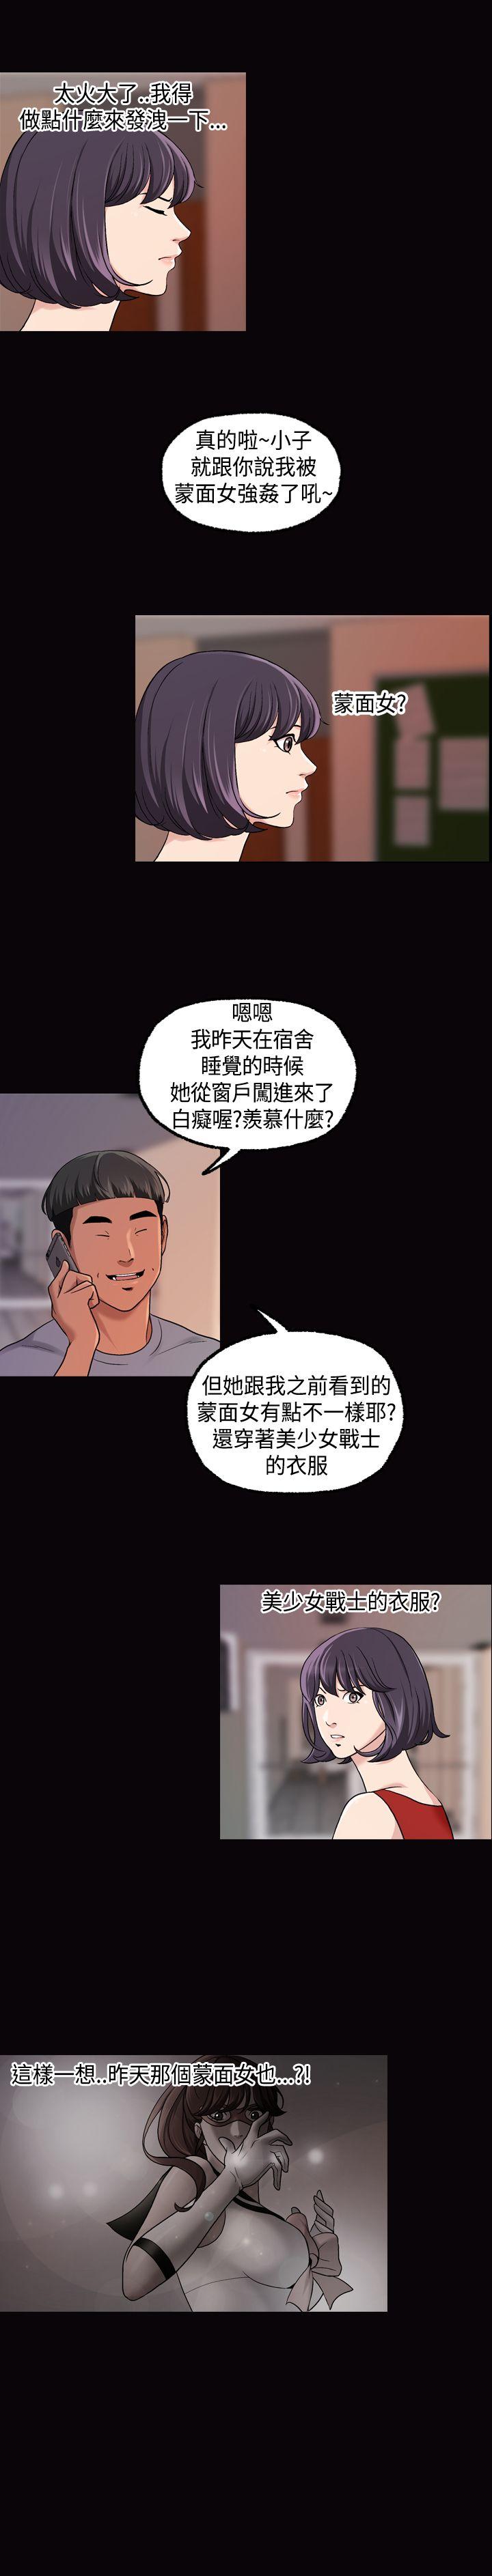 太火大了..我得
做點什麼來發洩一下...
真的啦~小子
就跟你說我被
蒙面女強姦了吼~
蒙面女?
嗯嗯
我昨天在宿舍
睡覺的時候
她從窗戶闖進來了
白癡喔?羨慕什麼?
但她跟我之前看到的
蒙面女有點不一樣耶?
還穿著美少女戰士
的衣服
美少女戰士的衣服?
這樣一想..昨天那個蒙面女也...?!